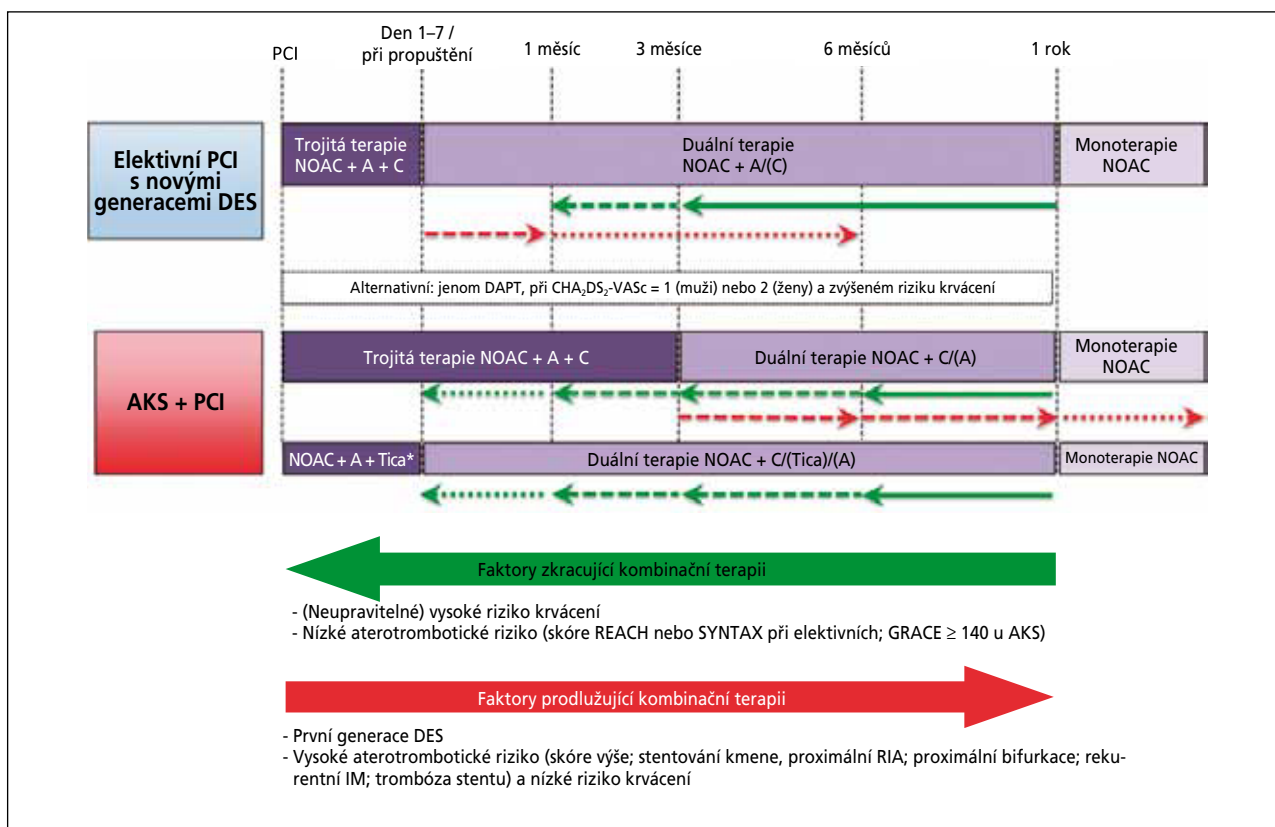 PCI
Den 1–7 /
při propuštění
1 měsíc
3 měsíce
6 měsíců
1 rok
Elektivní PCI
s novými
generacemi DES
Trojitá terapie
NOAC + A + C
Duální terapie
NOAC + A/(C)
Monoterapie
NOAC
Alternativní: jenom DAPT, při CHA₂DS₂-VASc = 1 (muži) nebo 2 (ženy) a zvýšeném riziku krvácení
AKS + PCI
Trojitá terapie NOAC + A + C
Duální terapie NOAC + C/(A)
Monoterapie
NOAC
NOAC + A + Tica*
Duální terapie NOAC + C/(Tica)/(A)
Monoterapie NOAC
Faktory zkracující kombinační terapii
- (Neupravitelné) vysoké riziko krvácení
- Nízké aterotrombotické riziko (skóre REACH nebo SYNTAX při elektivních; GRACE ≥ 140 u AKS)
Faktory prodlužující kombinační terapii
- První generace DES
- Vysoké aterotrombotické riziko (skóre výše; stentování kmene, proximální RIA; proximální bifurkace; reku-
rentní IM; trombóza stentu) a nízké riziko krvácení